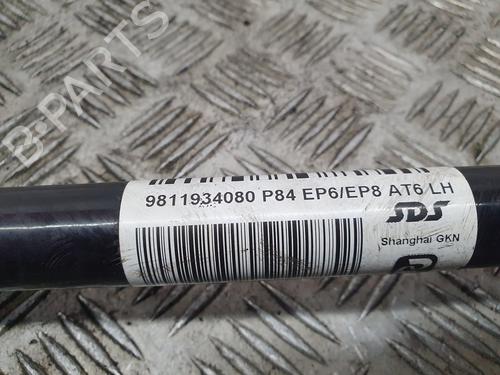 B-PARTS
9811934080 P84 EP6/EP8 AT6 LH
SDS
Shanghai GKN